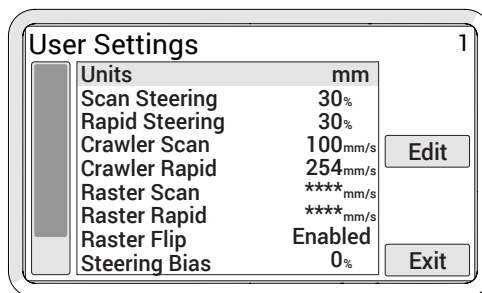 User Settings 1
Units mm
Scan Steering 30%
Rapid Steering 30%
Crawler Scan 100mm/s
Crawler Rapid 254mm/s
Raster Scan ****mm/s
Raster Rapid ****mm/s
Raster Flip Enabled
Steering Bias 0%
Edit
Exit